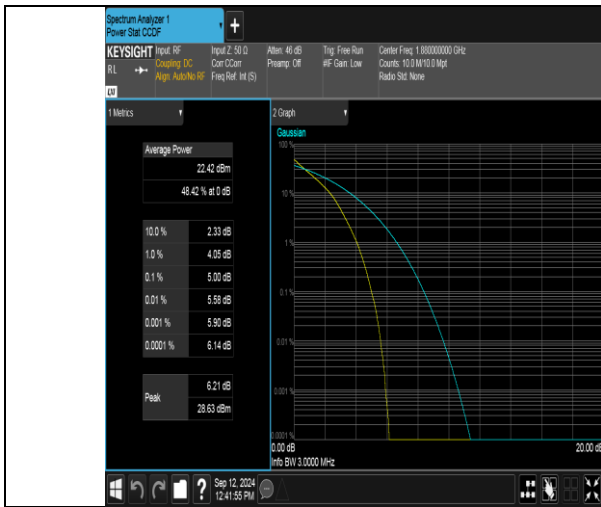 Spectrum Analyzer 1
Power Stat CCDF
+
KEYSIGHT
RL
LXI
Input: RF
Coupling: DC
Align: Auto/No RF
Input Z: 50 Ω
Corr CCorr
Freq Ref: Int (S)
Atten: 46 dB
Preamp: Off
Trig: Free Run
#IF Gain: Low
Center Freq: 1.880000000 GHz
Counts: 10.0 M/10.0 Mpt
Radio Std: None
1 Metrics
Average Power
22.42 dBm
48.42 % at 0 dB
10.0 % 2.33 dB
1.0 % 4.05 dB
0.1 % 5.00 dB
0.01 % 5.58 dB
0.001 % 5.90 dB
0.0001 % 6.14 dB
Peak
6.21 dB
28.63 dBm
2 Graph
Gaussian
100 %
10 %
1 %
0.1 %
0.01 %
0.001 %
0.0001 %
0.00 dB
20.00 dB
Info BW 3.0000 MHz
?
Sep 12, 2024
12:41:55 PM